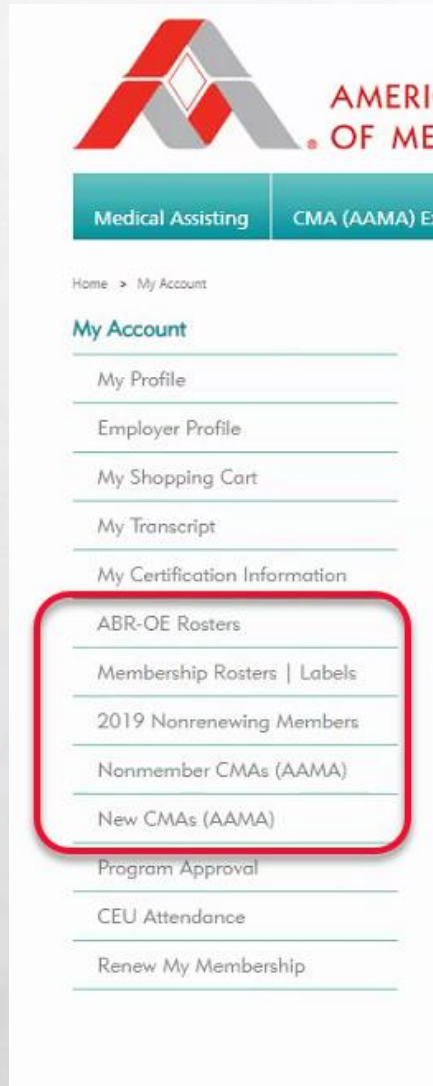 AMERI
OF ME
Medical Assisting
CMA (AAMA) E
Home > My Account
My Account
My Profile
Employer Profile
My Shopping Cart
My Transcript
My Certification Information
ABR-OE Rosters
Membership Rosters | Labels
2019 Nonrenewing Members
Nonmember CMAs (AAMA)
New CMAs (AAMA)
Program Approval
CEU Attendance
Renew My Membership